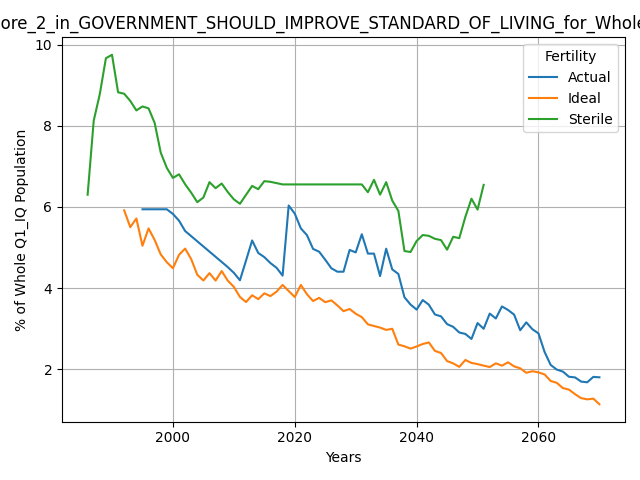 ore_2_in_GOVERNMENT_SHOULD_IMPROVE_STANDARD_OF_LIVING_for_Whole
Fertility
Actual
Ideal
Sterile
10
8
6
4
2
% of Whole Q1_IQ Population
2000
2020
2040
2060
Years